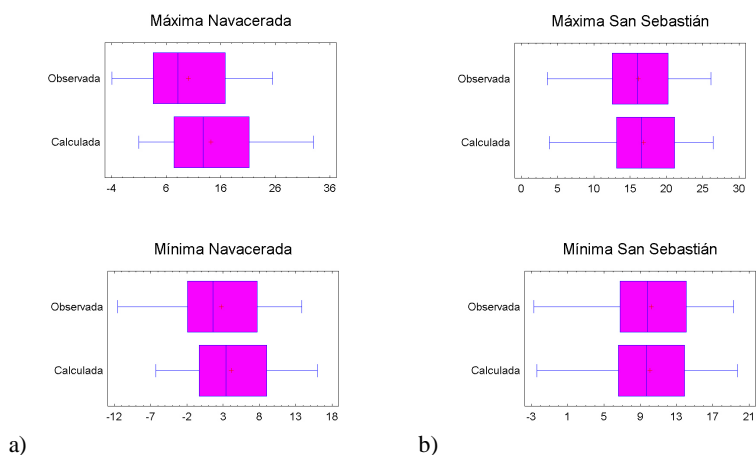 Máxima Navacerada
Observada
Calculada
-4 6 16 26 36
Máxima San Sebastián
Observada
Calculada
0 5 10 15 20 25 30
Mínima Navacerada
Observada
Calculada
-12 -7 -2 3 8 13 18
Mínima San Sebastián
Observada
Calculada
-3 1 5 9 13 17 21
a)
b)